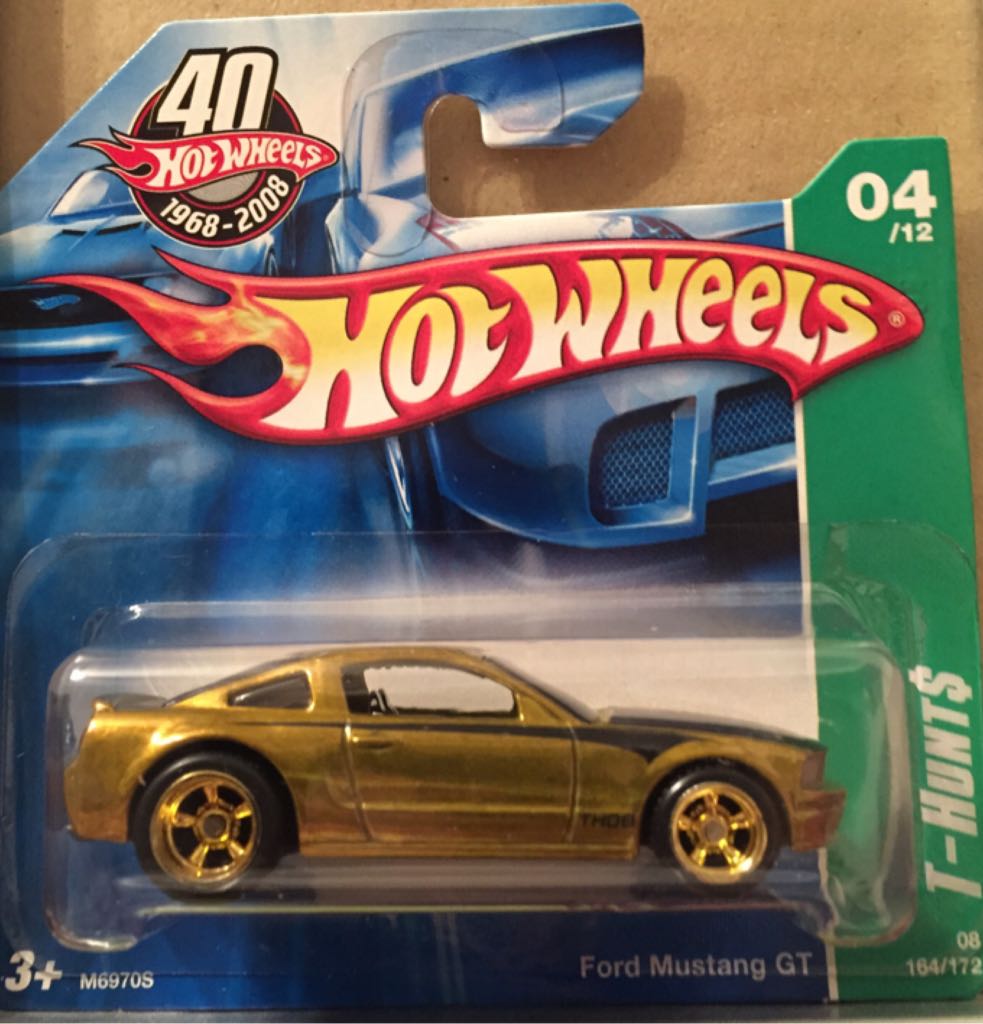 40
HOT WHEELS
1968-2008
04
/12
HOT WHEELS®
T-HUNT$
TH08
3+
M6970S
Ford Mustang GT
08
164/172